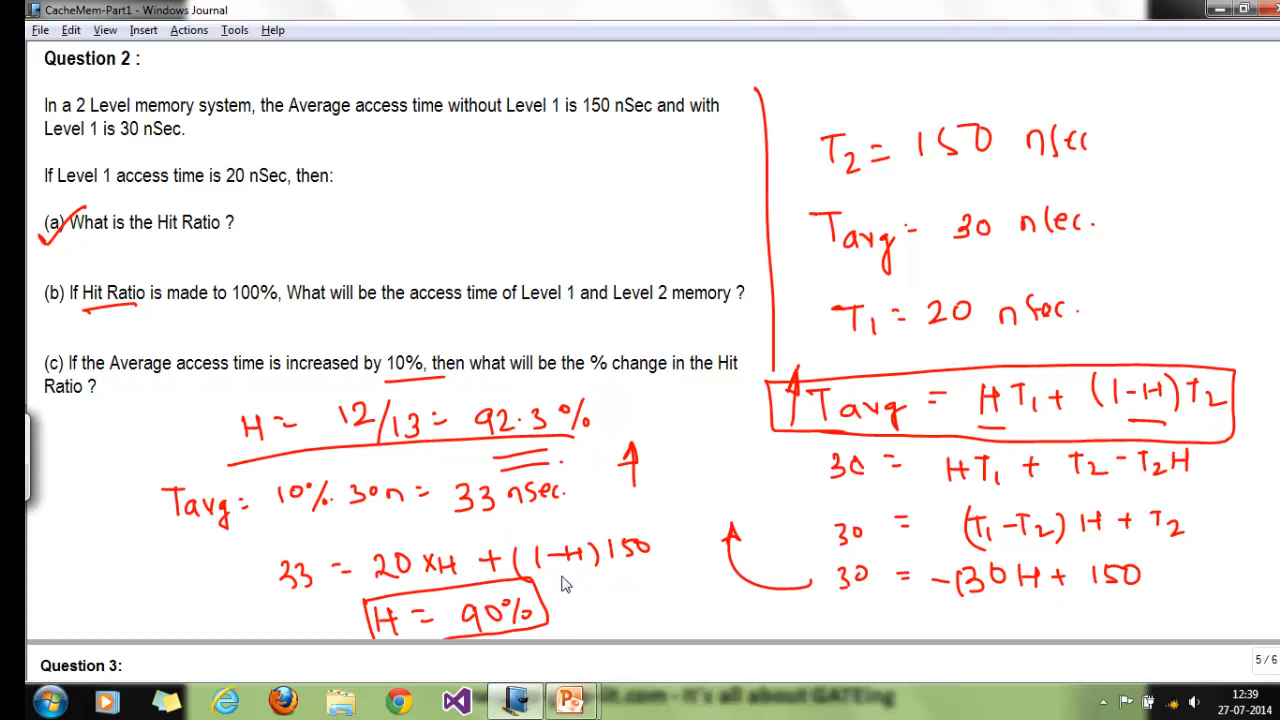 CacheMem-Part1 - Windows Journal
File Edit View Insert Actions Tools Help
Question 2 :
In a 2 Level memory system, the Average access time without Level 1 is 150 nSec and with
Level 1 is 30 nSec.
If Level 1 access time is 20 nSec, then:
(a) What is the Hit Ratio ?
(b) If Hit Ratio is made to 100%, What will be the access time of Level 1 and Level 2 memory ?
(c) If the Average access time is increased by 10%, then what will be the % change in the Hit
Ratio ?
H = 12/13 = 92.3%
Tavg = 10% 30n = 33 nsec.
33 = 20 x H + (1-H) 150
H = 90%
T2 = 150 nsec
Tavg = 30 nsec.
T1 = 20 nsec.
Tavg = HT1 + (1-H)T2
30 = HT1 + T2 - T2H
30 = (T1-T2) H + T2
30 = -130H + 150
Question 3:
5 / 6
it.com - It's all about GATEing
12:39
27-07-2014